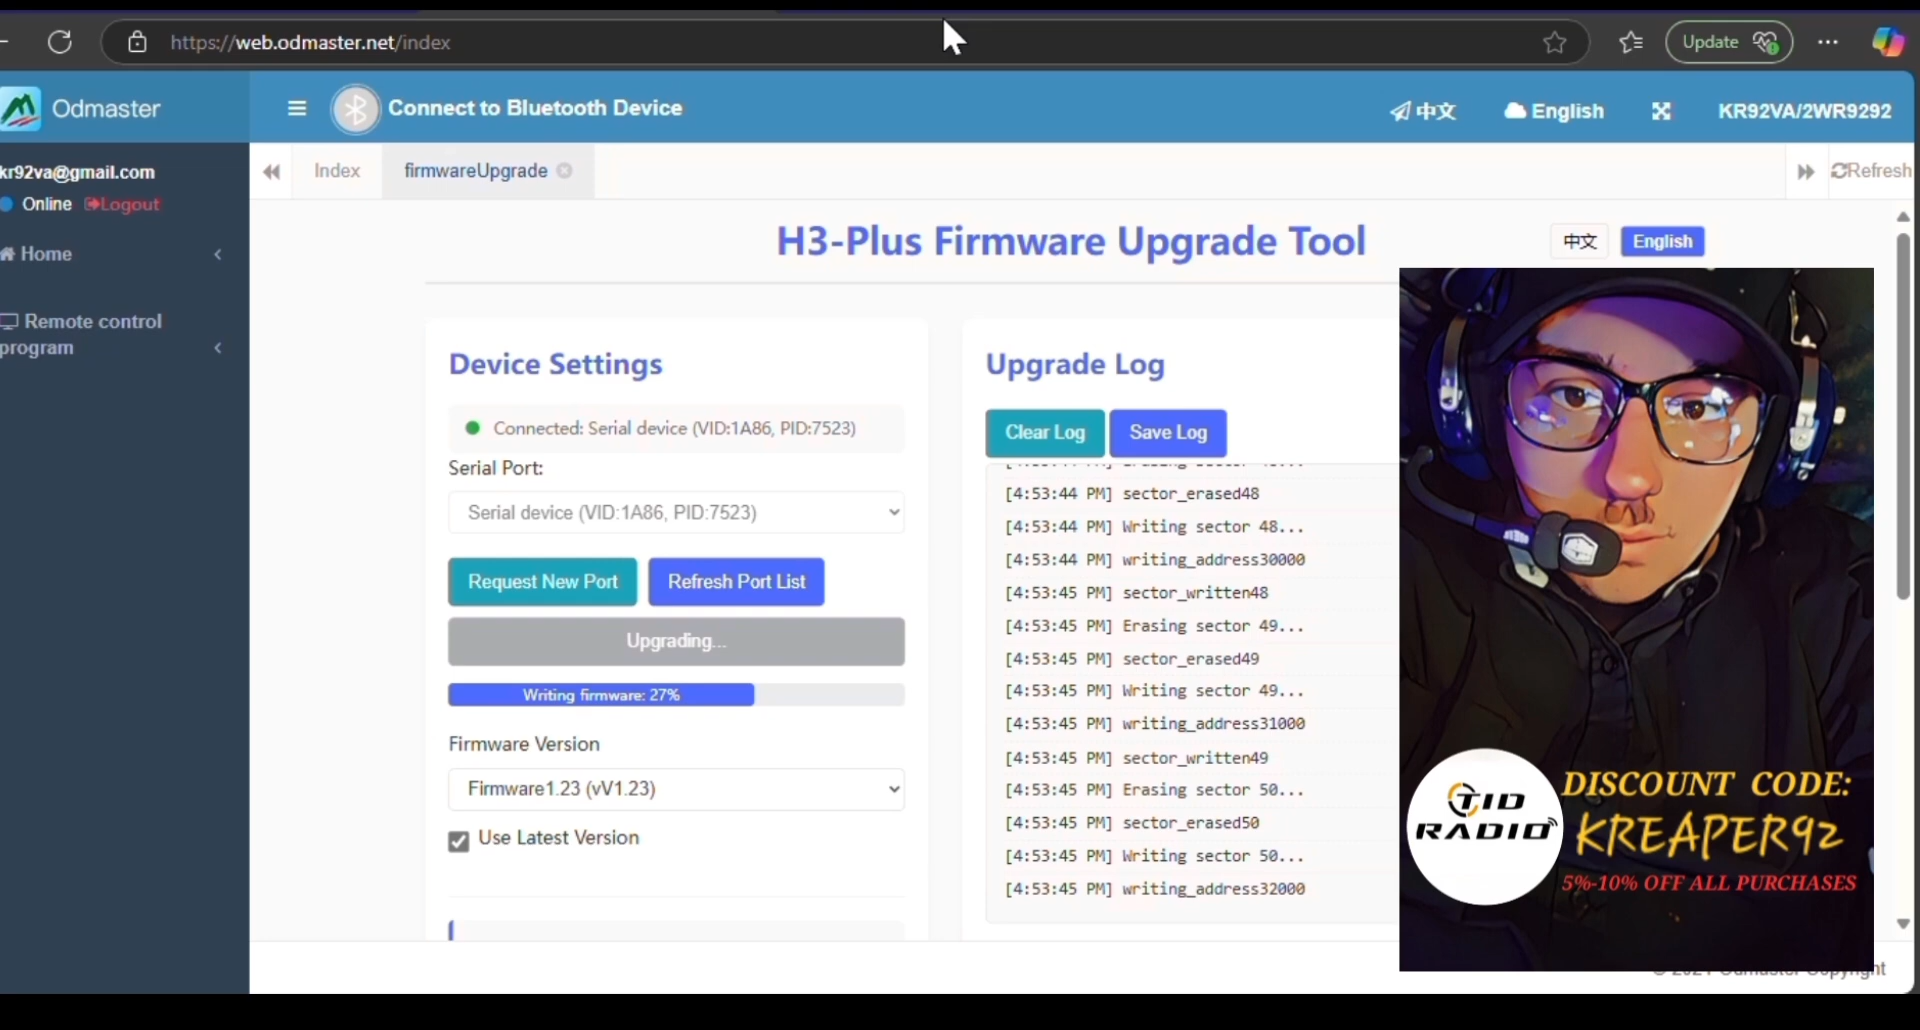 https://web.odmaster.net/index
Update
Odmaster
Connect to Bluetooth Device
中文
English
KR92VA/2WR9292
kr92va@gmail.com
Online
Logout
Home
Remote control
program
Index
firmwareUpgrade
Refresh
H3-Plus Firmware Upgrade Tool
中文
English
Device Settings
Connected: Serial device (VID:1A86, PID:7523)
Serial Port:
Serial device (VID:1A86, PID:7523)
Request New Port
Refresh Port List
Upgrading...
Writing firmware: 27%
Firmware Version
Firmware1.23 (vV1.23)
Use Latest Version
Upgrade Log
Clear Log
Save Log
[4:53:44 PM] sector_erased48
[4:53:44 PM] Writing sector 48...
[4:53:44 PM] writing_address30000
[4:53:45 PM] sector_written48
[4:53:45 PM] Erasing sector 49...
[4:53:45 PM] sector_erased49
[4:53:45 PM] Writing sector 49...
[4:53:45 PM] writing_address31000
[4:53:45 PM] sector_written49
[4:53:45 PM] Erasing sector 50...
[4:53:45 PM] sector_erased50
[4:53:45 PM] Writing sector 50...
[4:53:45 PM] writing_address32000
TID
RADIO
DISCOUNT CODE:
KREAPER92
5%-10% OFF ALL PURCHASES